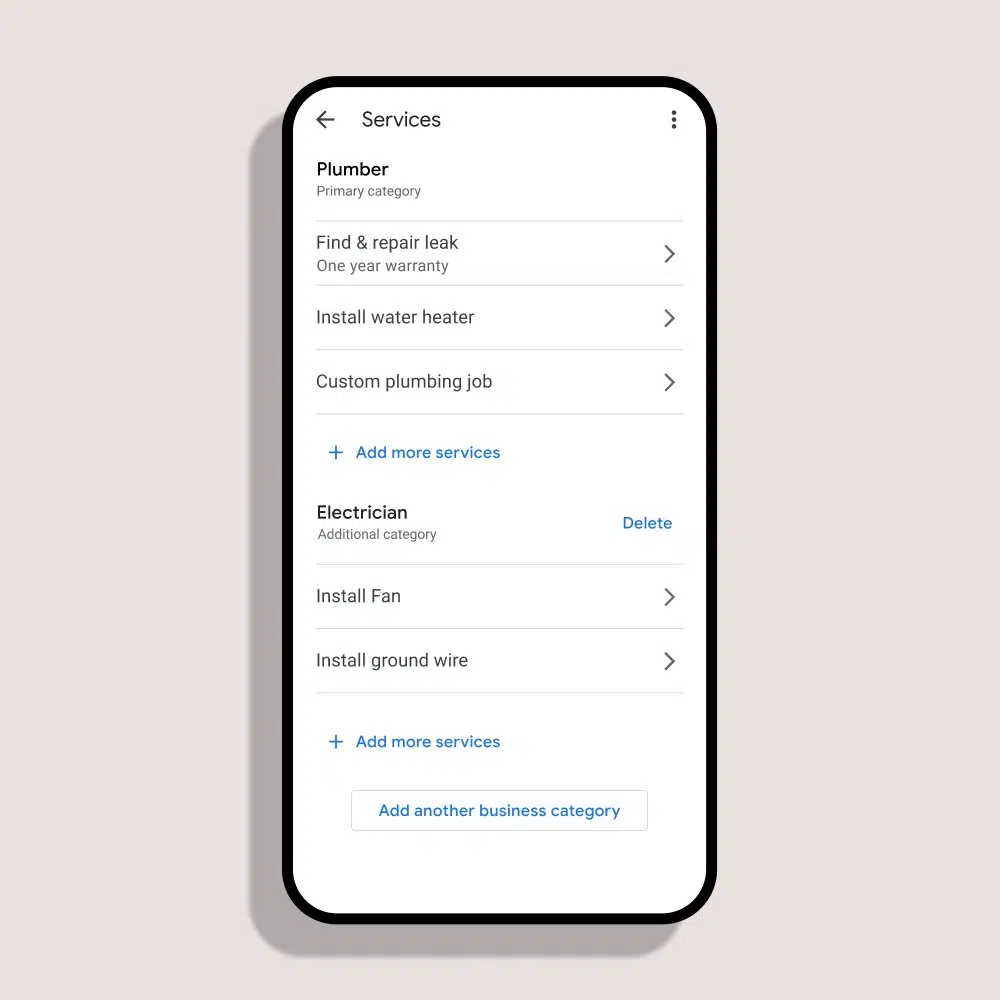 Services
Plumber
Primary category
Find & repair leak
One year warranty
Install water heater
Custom plumbing job
+ Add more services
Electrician
Additional category
Delete
Install Fan
Install ground wire
+ Add more services
Add another business category